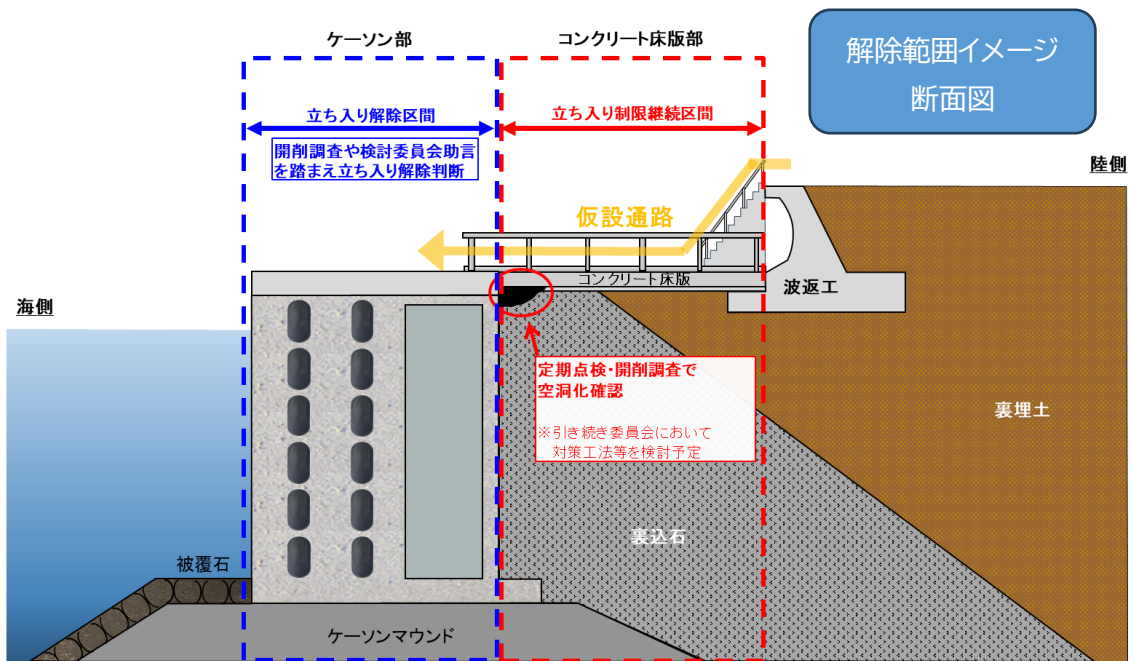 解除範囲イメージ
断面図
ケーソン部
コンクリート床版部
立ち入り解除区間
立ち入り制限継続区間
開削調査や検討委員会助言
を踏まえ立ち入り解除判断
陸側
仮設通路
コンクリート床版
波返工
海側
定期点検・開削調査で
空洞化確認
※引き続き委員会において
対策工法等を検討予定
裏埋土
裏込石
被覆石
ケーソンマウンド